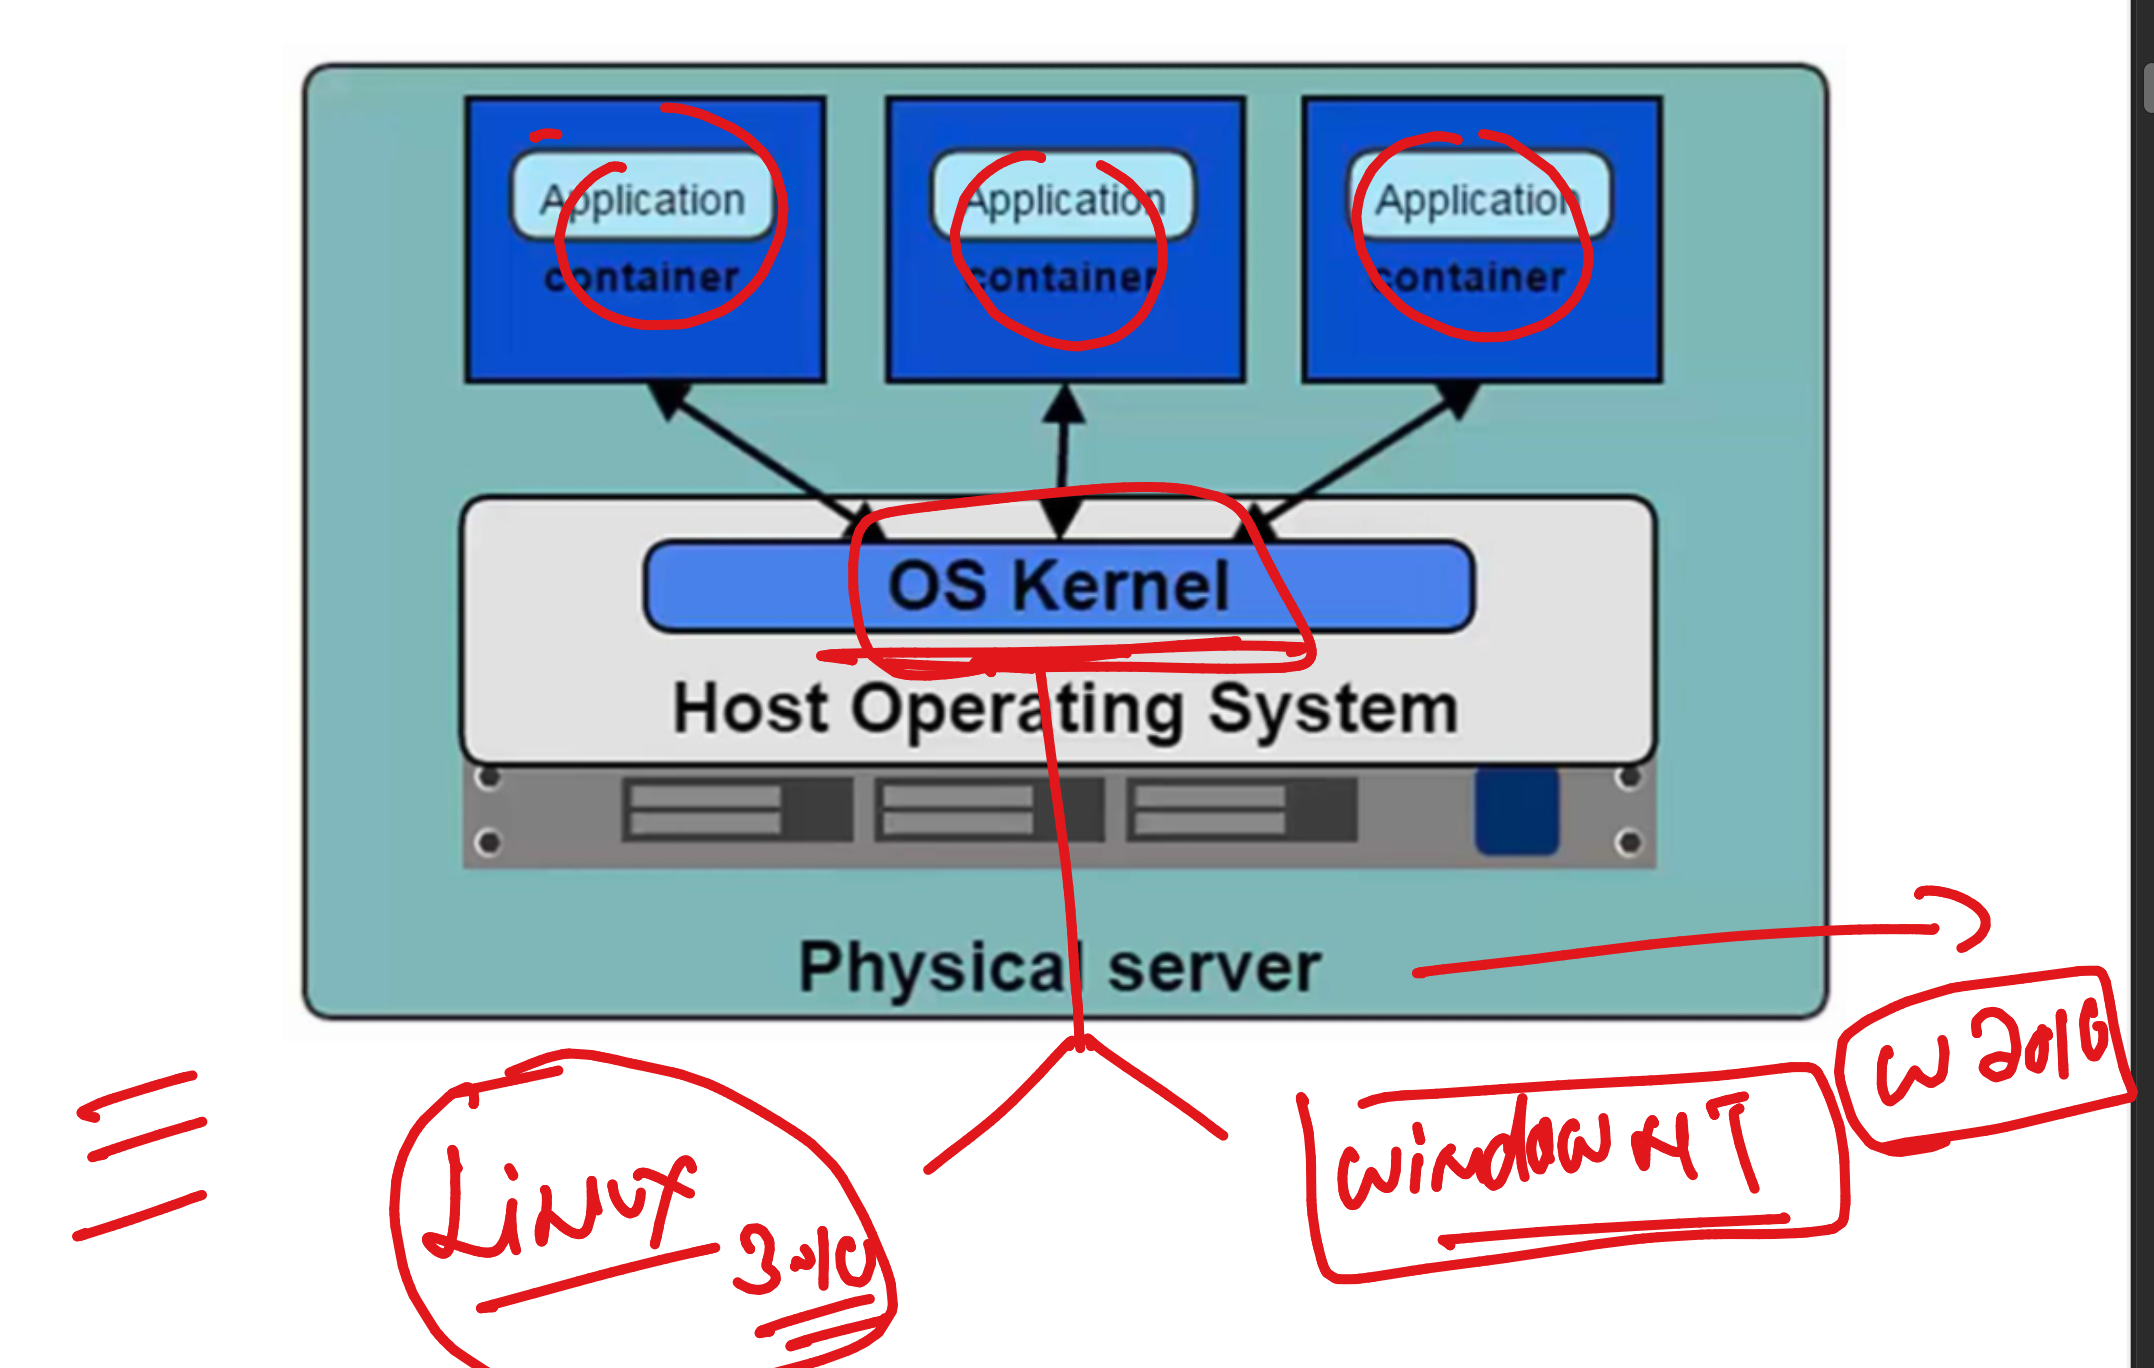 Application Application Application
container container container
OS Kernel
Host Operating System
Physical server
W 2016
Linux
3.10
Window NT